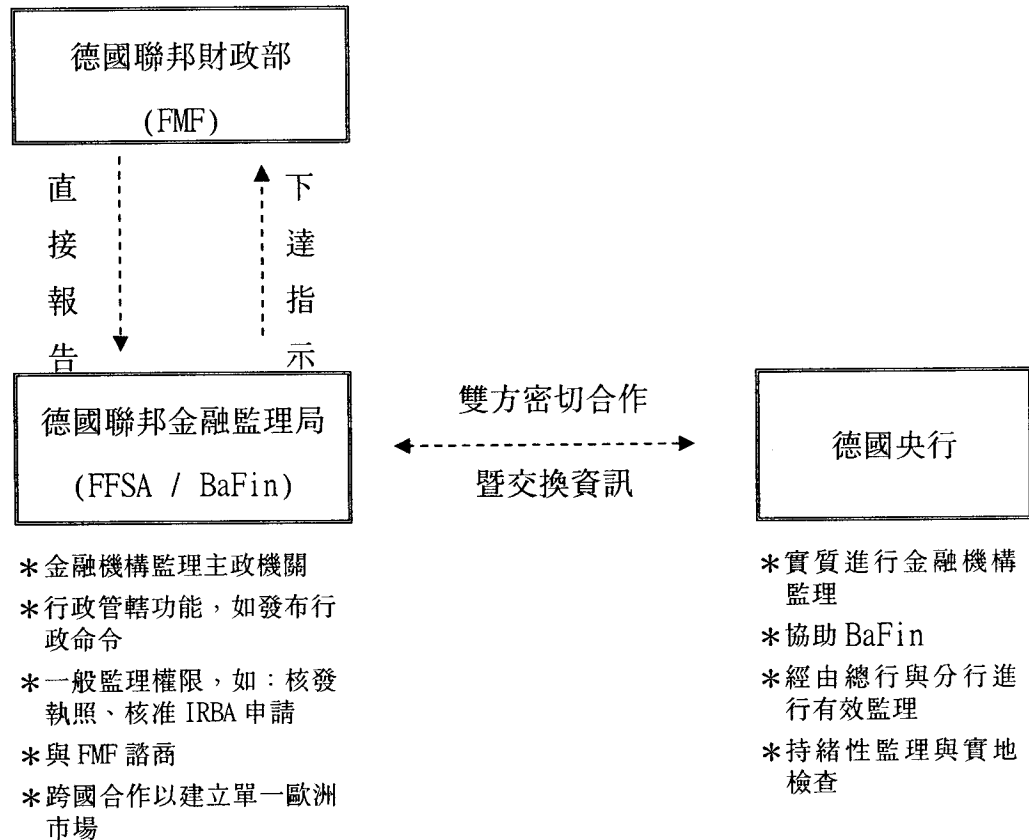 德國聯邦財政部
(FMF)
直接報告
下達指示
德國聯邦金融監理局
(FFSA / BaFin)
雙方密切合作
暨交換資訊
德國央行
＊金融機構監理主政機關
＊行政管轄功能，如發布行
政命令
＊一般監理權限，如：核發
執照、核准 IRBA 申請
＊與 FMF 諮商
＊跨國合作以建立單一歐洲
市場
＊實質進行金融機構
監理
＊協助 BaFin
＊經由總行與分行進
行有效監理
＊持緒性監理與實地
檢查